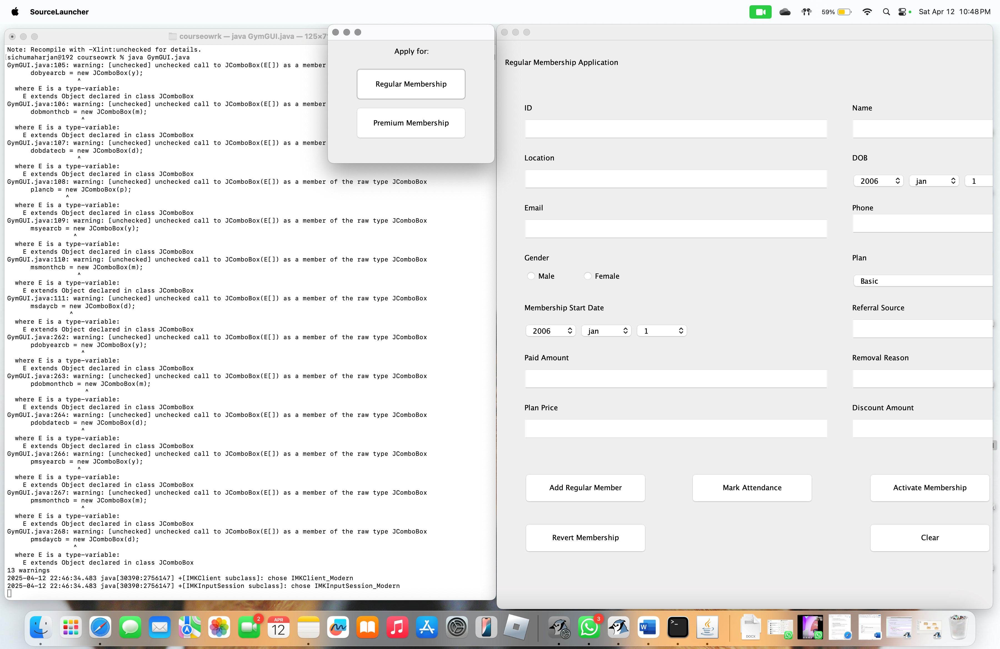 SourceLauncher
59%
Sat Apr 12 10:48 PM
courseowrk — java GymGUI.java — 125×7
Note: Recompile with -Xlint:unchecked for details.
[sichumaharjan@192 courseowrk % java GymGUI.java
GymGUI.java:105: warning: [unchecked] unchecked call to JComboBox(E[]) as a member
dobyearcb = new JComboBox(y);
^
where E is a type-variable:
E extends Object declared in class JComboBox
GymGUI.java:106: warning: [unchecked] unchecked call to JComboBox(E[]) as a member
dobmonthcb = new JComboBox(m);
^
where E is a type-variable:
E extends Object declared in class JComboBox
GymGUI.java:107: warning: [unchecked] unchecked call to JComboBox(E[]) as a member
dobdatecb = new JComboBox(d);
^
where E is a type-variable:
E extends Object declared in class JComboBox
GymGUI.java:108: warning: [unchecked] unchecked call to JComboBox(E[]) as a member of the raw type JComboBox
plancb = new JComboBox(p);
^
where E is a type-variable:
E extends Object declared in class JComboBox
GymGUI.java:109: warning: [unchecked] unchecked call to JComboBox(E[]) as a member of the raw type JComboBox
msyearcb = new JComboBox(y);
^
where E is a type-variable:
E extends Object declared in class JComboBox
GymGUI.java:110: warning: [unchecked] unchecked call to JComboBox(E[]) as a member of the raw type JComboBox
msmonthcb = new JComboBox(m);
^
where E is a type-variable:
E extends Object declared in class JComboBox
GymGUI.java:111: warning: [unchecked] unchecked call to JComboBox(E[]) as a member of the raw type JComboBox
msdaycb = new JComboBox(d);
^
where E is a type-variable:
E extends Object declared in class JComboBox
GymGUI.java:262: warning: [unchecked] unchecked call to JComboBox(E[]) as a member of the raw type JComboBox
pdobyearcb = new JComboBox(y);
^
where E is a type-variable:
E extends Object declared in class JComboBox
GymGUI.java:263: warning: [unchecked] unchecked call to JComboBox(E[]) as a member of the raw type JComboBox
pdobmonthcb = new JComboBox(m);
^
where E is a type-variable:
E extends Object declared in class JComboBox
GymGUI.java:264: warning: [unchecked] unchecked call to JComboBox(E[]) as a member of the raw type JComboBox
pdobdatecb = new JComboBox(d);
^
where E is a type-variable:
E extends Object declared in class JComboBox
GymGUI.java:266: warning: [unchecked] unchecked call to JComboBox(E[]) as a member of the raw type JComboBox
pmsyearcb = new JComboBox(y);
^
where E is a type-variable:
E extends Object declared in class JComboBox
GymGUI.java:267: warning: [unchecked] unchecked call to JComboBox(E[]) as a member of the raw type JComboBox
pmsmonthcb = new JComboBox(m);
^
where E is a type-variable:
E extends Object declared in class JComboBox
GymGUI.java:268: warning: [unchecked] unchecked call to JComboBox(E[]) as a member of the raw type JComboBox
pmsdaycb = new JComboBox(d);
^
where E is a type-variable:
E extends Object declared in class JComboBox
13 warnings
2025-04-12 22:46:34.483 java[30390:2756147] +[IMKClient subclass]: chose IMKClient_Modern
2025-04-12 22:46:34.483 java[30390:2756147] +[IMKInputSession subclass]: chose IMKInputSession_Modern
Apply for:
Regular Membership
Premium Membership
Regular Membership Application
ID
Name
Location
DOB
2006 jan 1
Email
Phone
Gender
Plan
Male
Female
Basic
Membership Start Date
Referral Source
2006 jan 1
Paid Amount
Removal Reason
Plan Price
Discount Amount
Add Regular Member
Mark Attendance
Activate Membership
Revert Membership
Clear
2
APR
12
3
W
>_
DOCX